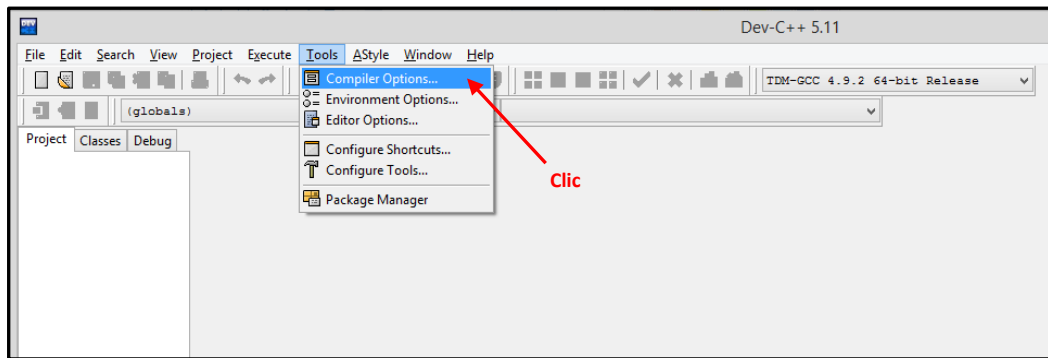 Dev-C++ 5.11
File Edit Search View Project Execute Tools AStyle Window Help
Compiler Options...
TDM-GCC 4.9.2 64-bit Release
Environment Options...
(globals)
Editor Options...
Project Classes Debug
Configure Shortcuts...
Configure Tools...
Clic
Package Manager